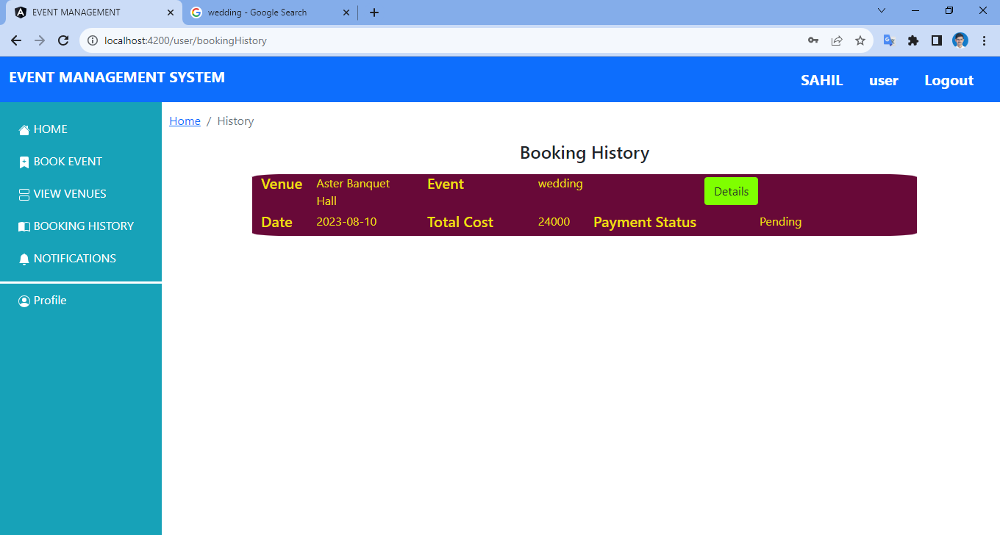 EVENT MANAGEMENT
wedding - Google Search
localhost:4200/user/bookingHistory
EVENT MANAGEMENT SYSTEM
SAHIL user Logout
HOME
BOOK EVENT
VIEW VENUES
BOOKING HISTORY
NOTIFICATIONS
Profile
Home / History
Booking History
Venue Aster Banquet Event wedding Details
Hall
Date 2023-08-10 Total Cost 24000 Payment Status Pending